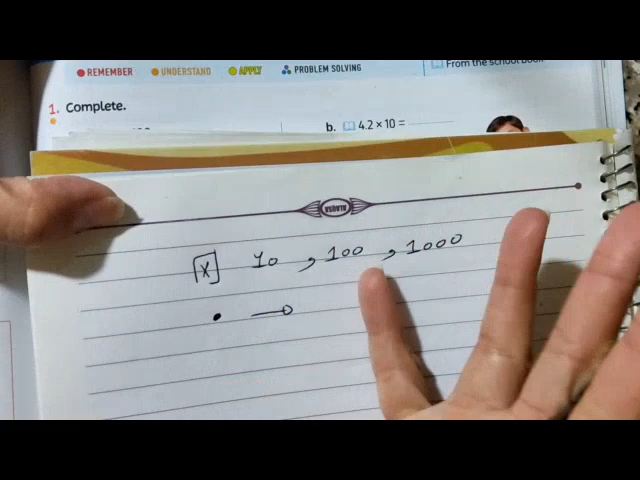 REMEMBER UNDERSTAND APPLY PROBLEM SOLVING
From the school book
1. Complete.
b. 4.2 × 10 =
x 10 , 100 , 1000
. →